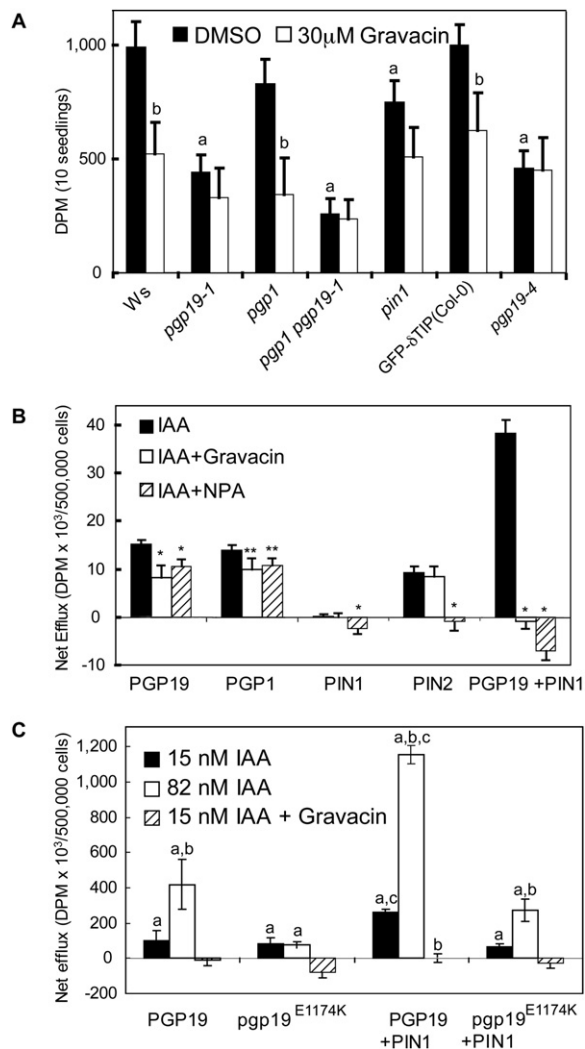 A
DMSO 30μM Gravacin
DPM (10 seedlings)
1,000
500
0
b
a
b
a
a
b
a
Ws
pgp19-1
pgp1
pgp1 pgp19-1
pin1
GFP-δTIP(Col-0)
pgp19-4
B
IAA
IAA+Gravacin
IAA+NPA
Net Efflux (DPM x 10³/500,000 cells)
40
30
20
10
0
-10
* *
** **
*
*
* *
PGP19 PGP1 PIN1 PIN2 PGP19 +PIN1
C
15 nM IAA
82 nM IAA
15 nM IAA + Gravacin
Net efflux (DPM x 10³/500,000 cells)
1,200
1,000
800
600
400
200
0
-200
a a,b
a a
a,c a,b,c b
a a,b
PGP19 pgp19E1174K PGP19 pgp19E1174K
+PIN1 +PIN1